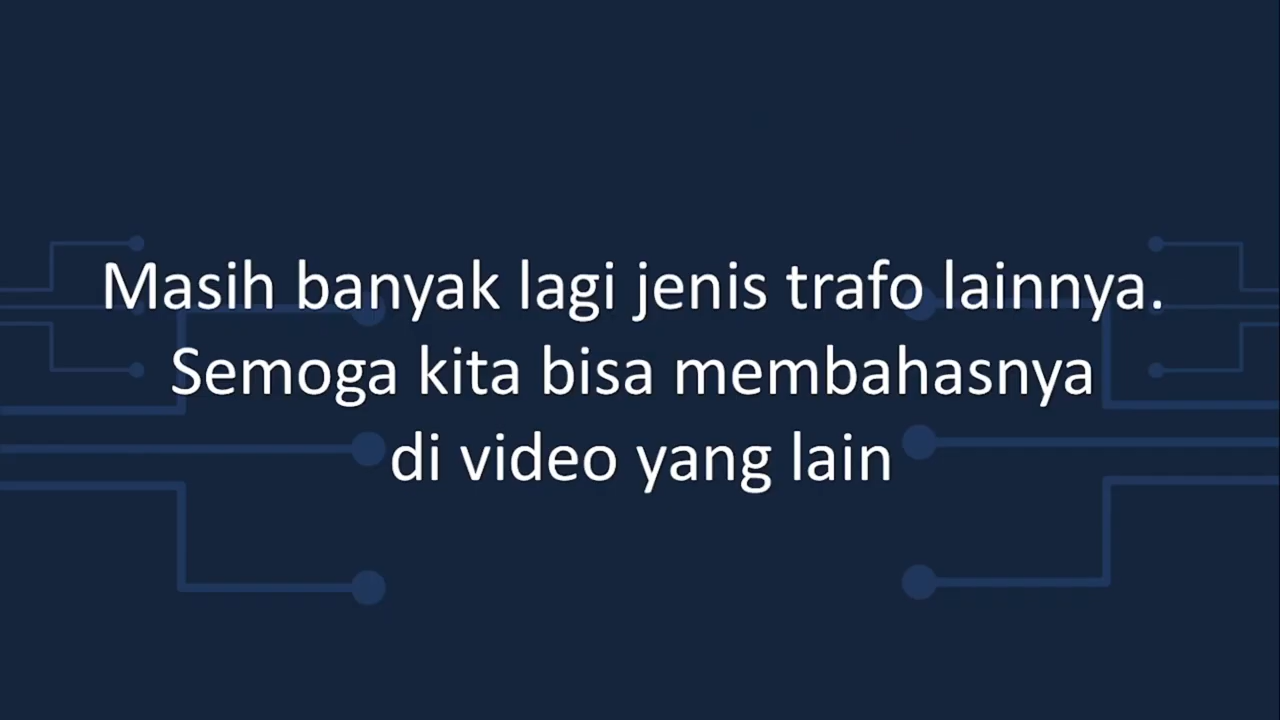 Masih banyak lagi jenis trafo lainnya.
Semoga kita bisa membahasnya
di video yang lain